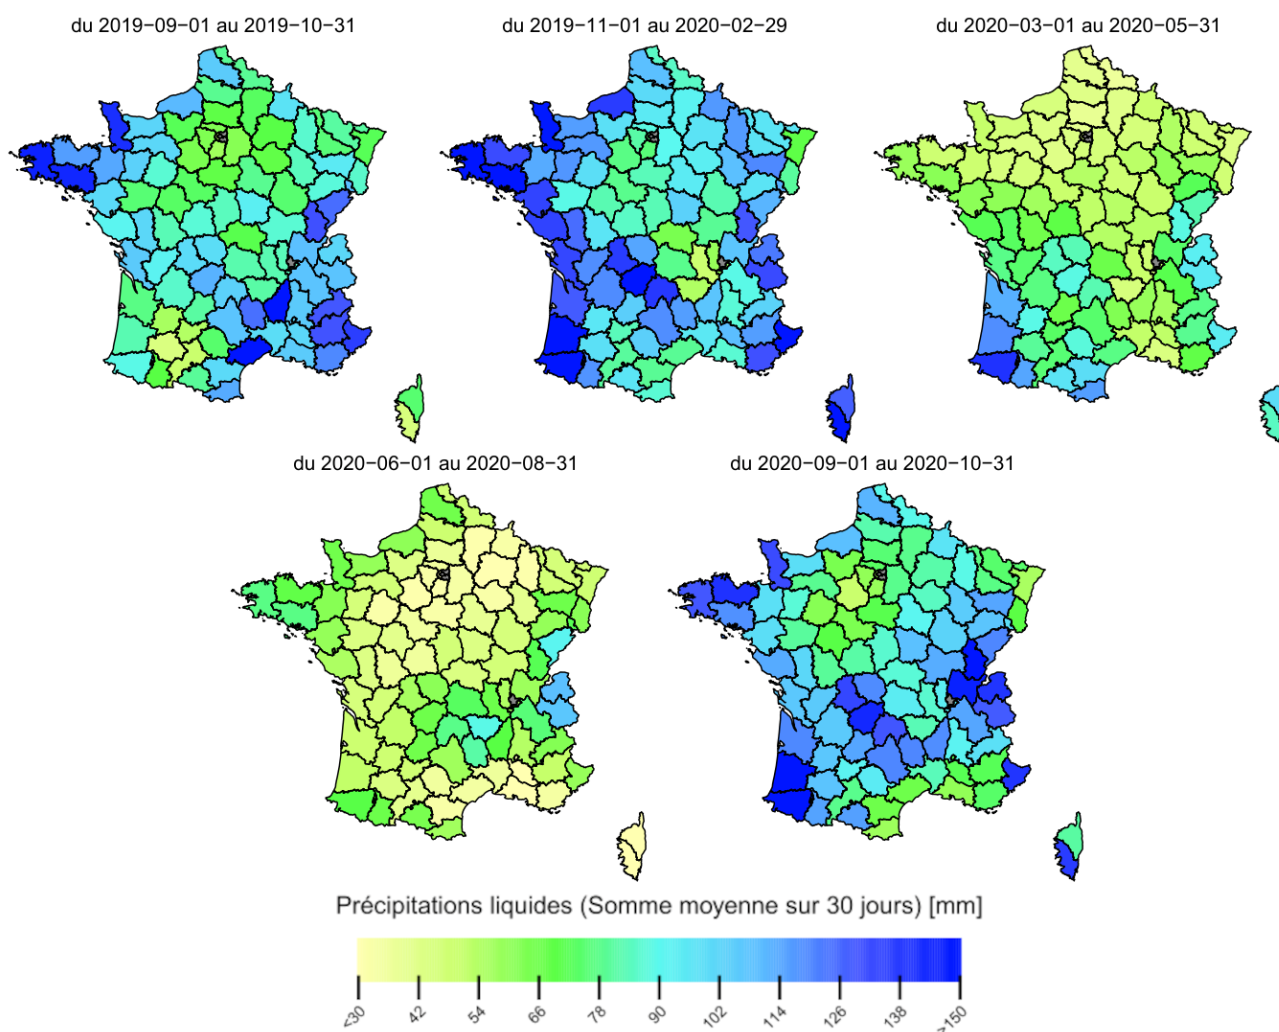 du 2019−09−01 au 2019−10−31
du 2019−11−01 au 2020−02−29
du 2020−03−01 au 2020−05−31
du 2020−06−01 au 2020−08−31
du 2020−09−01 au 2020−10−31
Précipitations liquides (Somme moyenne sur 30 jours) [mm]
<30 42 54 66 78 90 102 114 126 138 >150